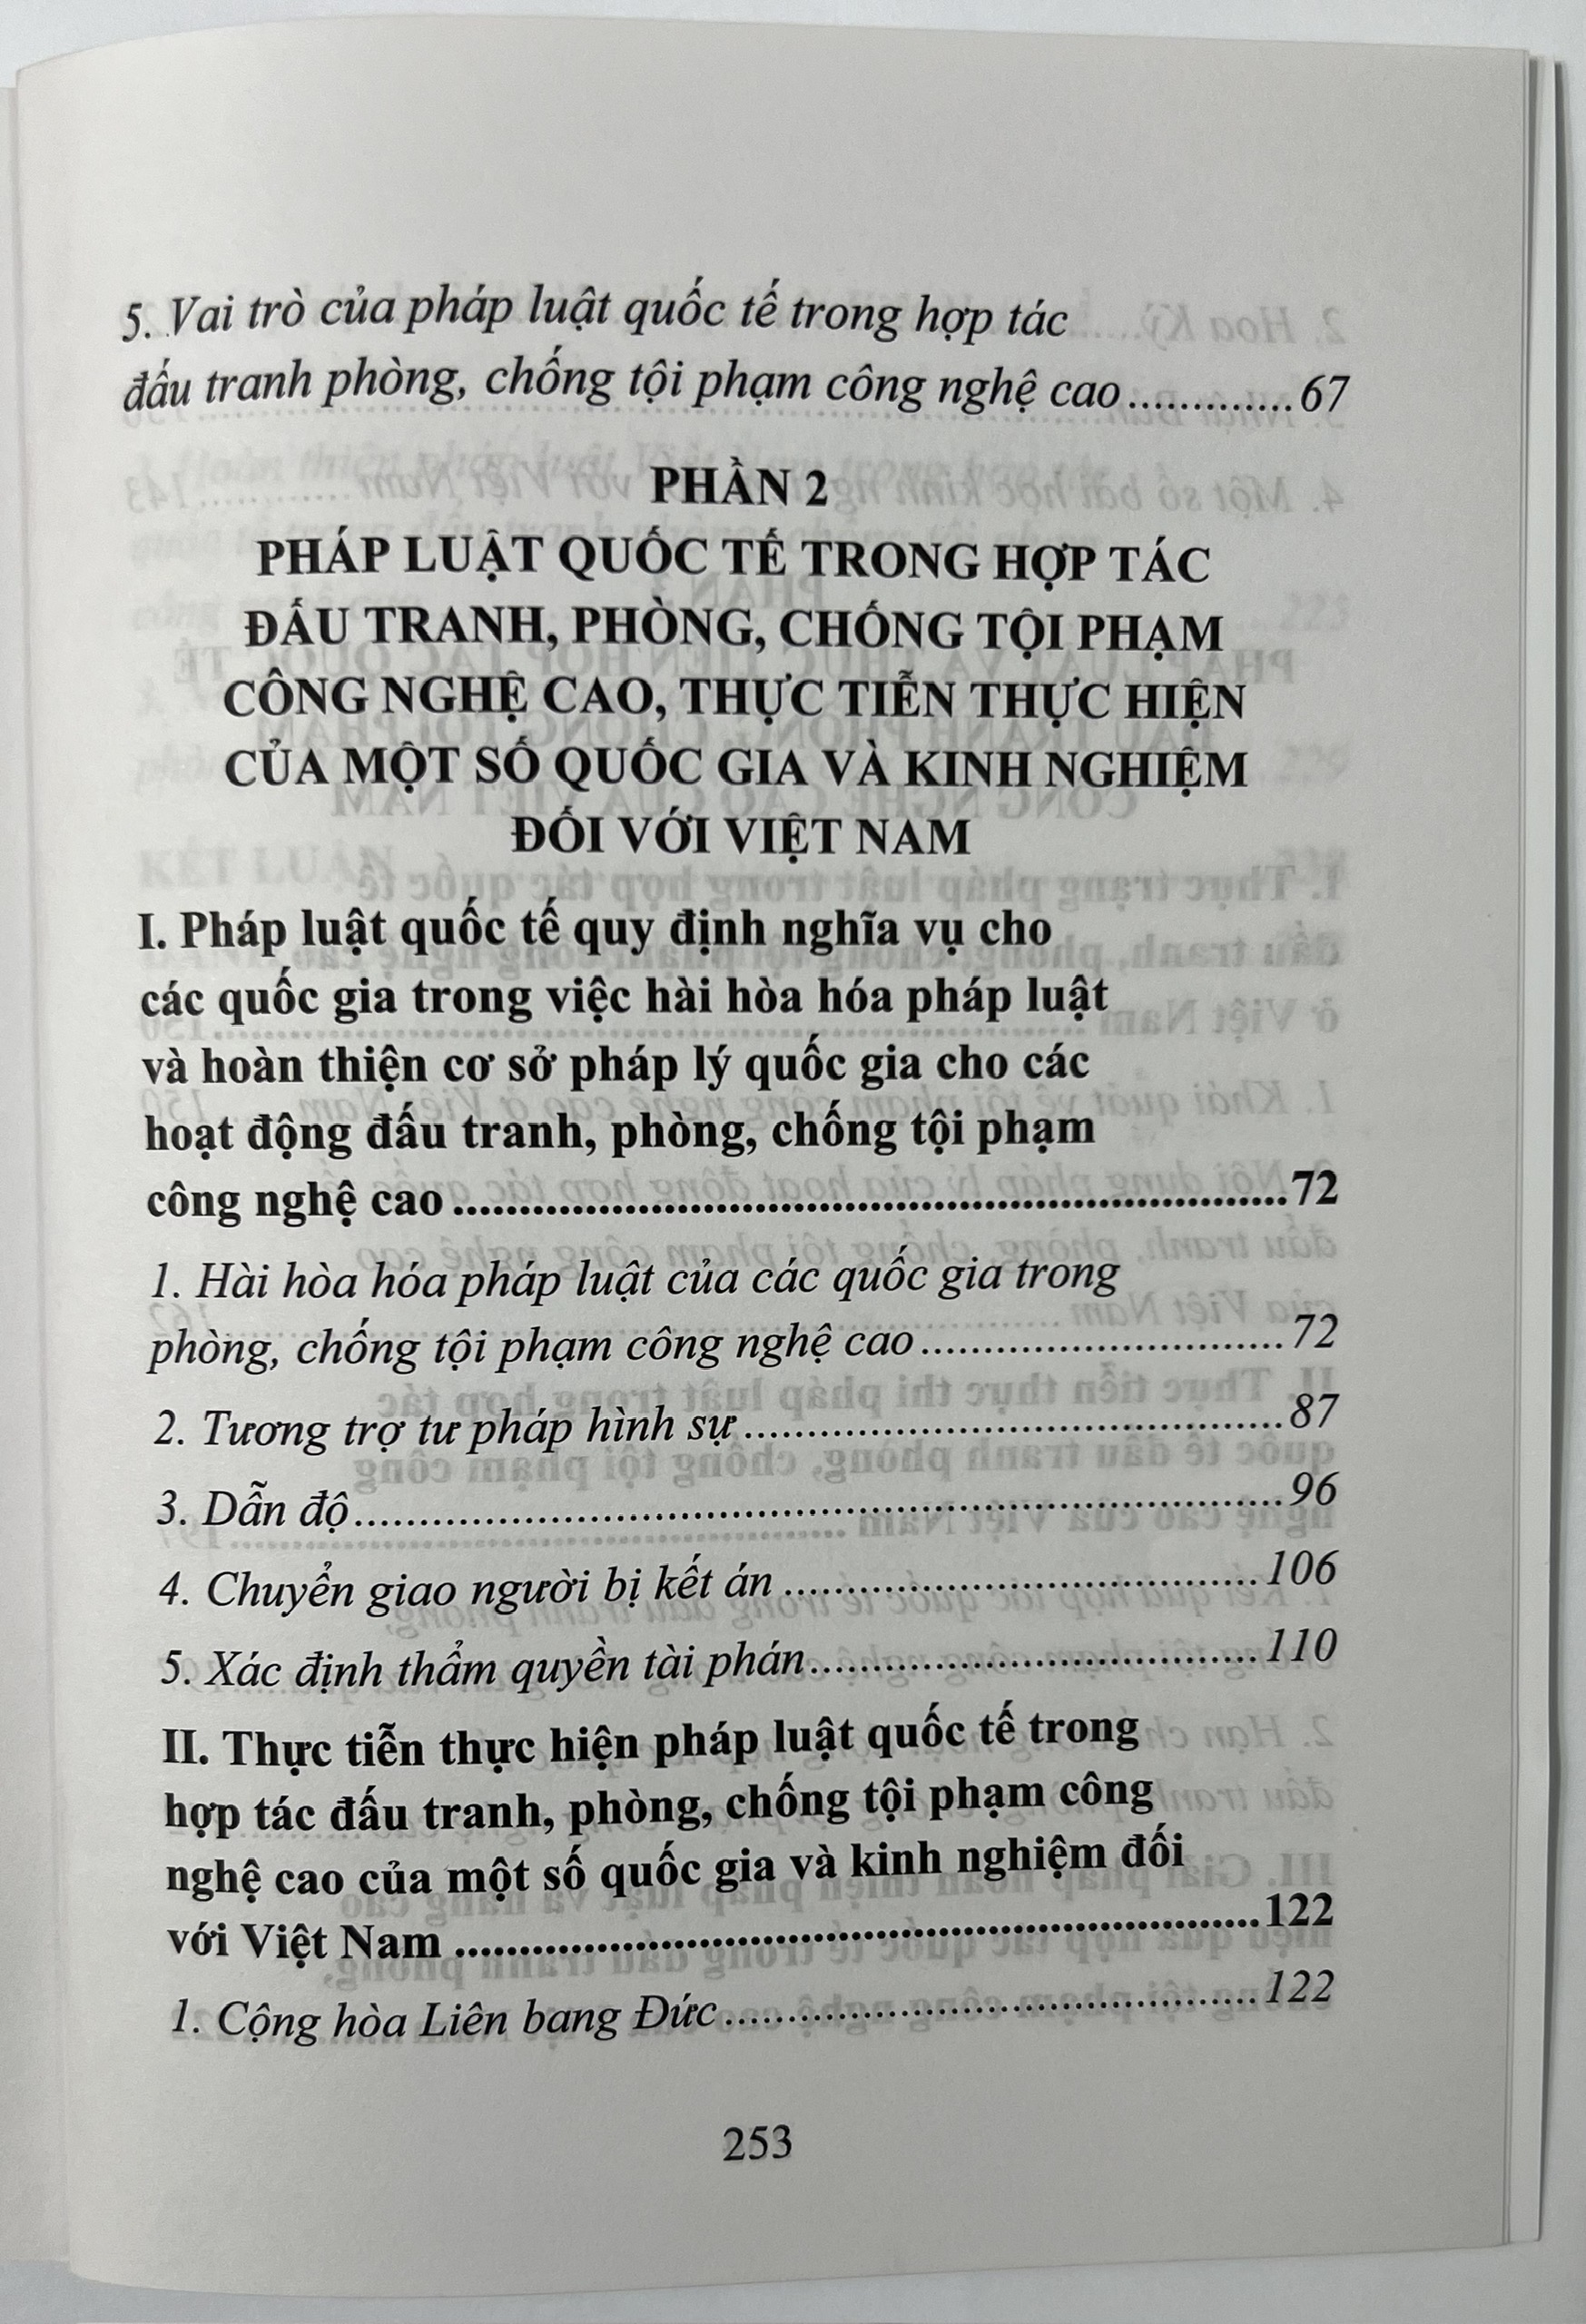 5. Vai trò của pháp luật quốc tế trong hợp tác
đấu tranh phòng, chống tội phạm công nghệ cao.............67
PHẦN 2
PHÁP LUẬT QUỐC TẾ TRONG HỢP TÁC
ĐẤU TRANH, PHÒNG, CHỐNG TỘI PHẠM
CÔNG NGHỆ CAO, THỰC TIỄN THỰC HIỆN
CỦA MỘT SỐ QUỐC GIA VÀ KINH NGHIỆM
ĐỐI VỚI VIỆT NAM
I. Pháp luật quốc tế quy định nghĩa vụ cho
các quốc gia trong việc hài hòa hóa pháp luật
và hoàn thiện cơ sở pháp lý quốc gia cho các
hoạt động đấu tranh, phòng, chống tội phạm
công nghệ cao ................................................................72
1. Hài hòa hóa pháp luật của các quốc gia trong
phòng, chống tội phạm công nghệ cao.............................72
2. Tương trợ tư pháp hình sự...........................................87
3. Dẫn độ.........................................................................96
4. Chuyển giao người bị kết án ......................................106
5. Xác định thẩm quyền tài phán....................................110
II. Thực tiễn thực hiện pháp luật quốc tế trong
hợp tác đấu tranh, phòng, chống tội phạm công
nghệ cao của một số quốc gia và kinh nghiệm đối
với Việt Nam ..............................................................122
1. Cộng hòa Liên bang Đức...........................................122
253